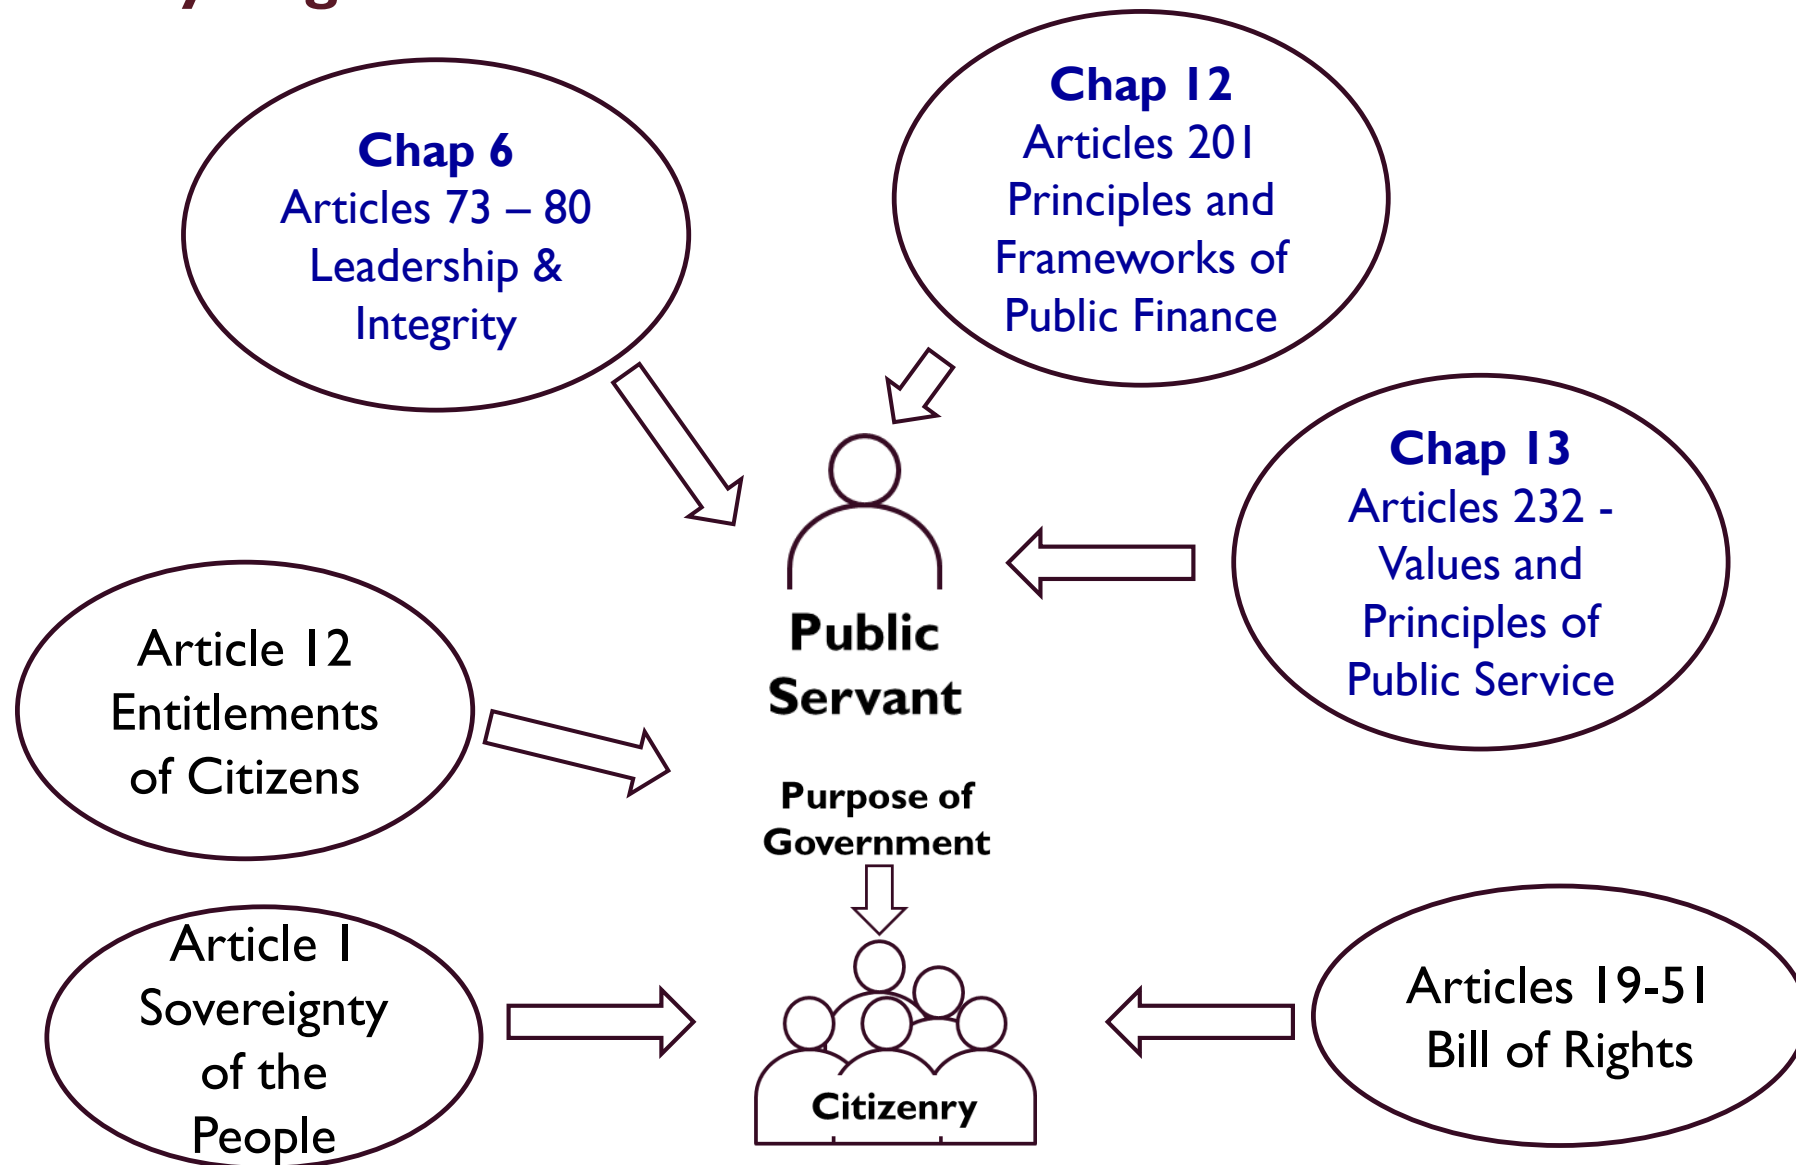 Chap 6
Articles 73 – 80
Leadership &
Integrity
Chap 12
Articles 201
Principles and
Frameworks of
Public Finance
Chap 13
Articles 232 -
Values and
Principles of
Public Service
Public
Servant
Article 12
Entitlements
of Citizens
Purpose of
Government
Article 1
Sovereignty
of the
People
Citizenry
Articles 19-51
Bill of Rights